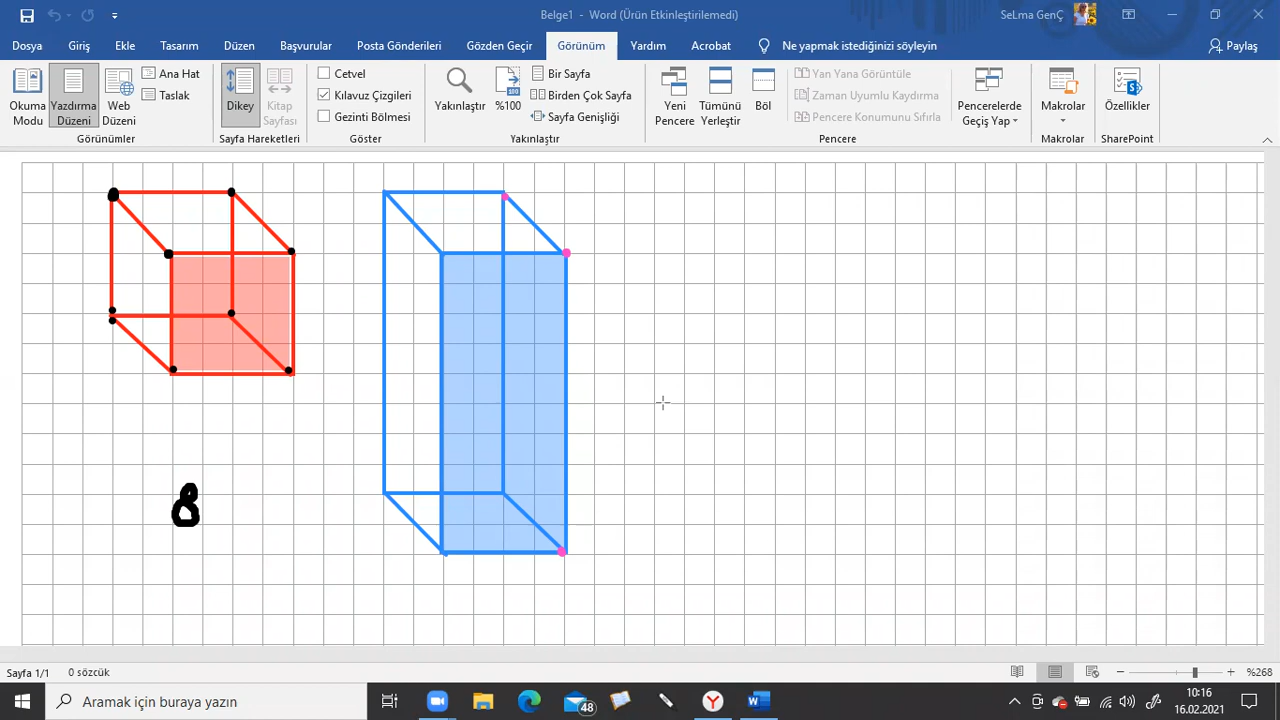 Belge1 - Word (Ürün Etkinleştirilemedi)
SeLma GenÇ
Dosya Giriş Ekle Tasarım Düzen Başvurular Posta Gönderileri Gözden Geçir Görünüm Yardım Acrobat Ne yapmak istediğinizi söyleyin Paylaş
Okuma Modu
Yazdırma Düzeni
Web Düzeni
Ana Hat
Taslak
Görünümler
Dikey
Kitap Sayfası
Sayfa Hareketleri
Cetvel
Kılavuz Çizgileri
Gezinti Bölmesi
Göster
Yakınlaştır
%100
Bir Sayfa
Birden Çok Sayfa
Sayfa Genişliği
Yakınlaştır
Yeni Pencere
Tümünü Yerleştir
Böl
Yan Yana Görüntüle
Zaman Uyumlu Kaydırma
Pencere Konumunu Sıfırla
Pencere
Pencerelerde Geçiş Yap
Makrolar
Makrolar
Özellikler
SharePoint
8
Sayfa 1/1 0 sözcük
%268
Aramak için buraya yazın
48
10:16
16.02.2021